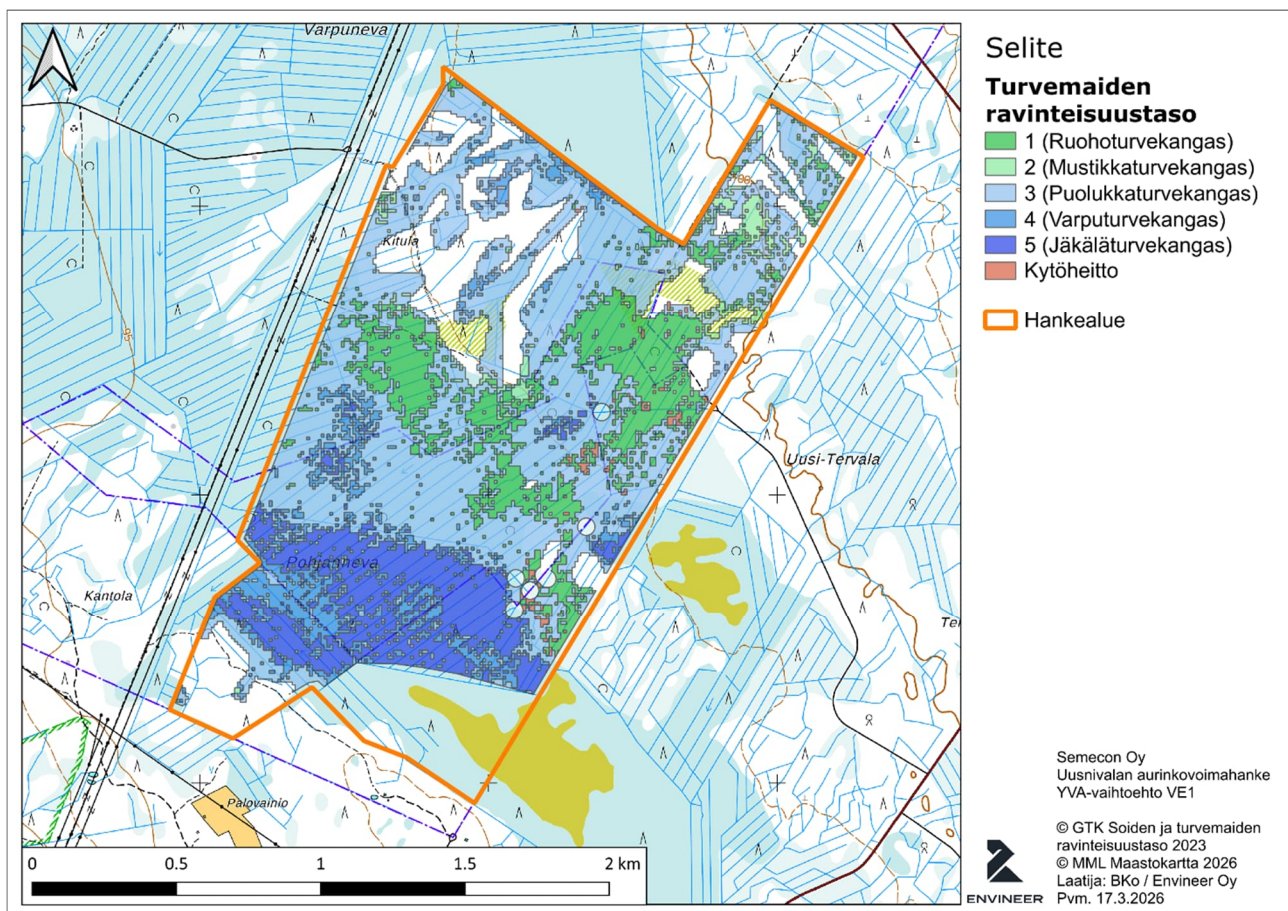 Varpuneva
Kitula
100
95
Uusi-Tervala
Pohjanneva
Kantola
Palovainio
0 0.5 1 1.5 2 km
Selite
Turvemaiden
ravinteisuustaso
1 (Ruohoturvekangas)
2 (Mustikkaturvekangas)
3 (Puolukkaturvekangas)
4 (Varputurvekangas)
5 (Jäkäläturvekangas)
Kytöheitto
Hankealue
Semecon Oy
Uusnivalan aurinkovoimahanke
YVA-vaihtoehto VE1
© GTK Soiden ja turvemaiden
ravinteisuustaso 2023
© MML Maastokartta 2026
Laatija: BKo / Envineer Oy
Pvm. 17.3.2026
ENVINEER